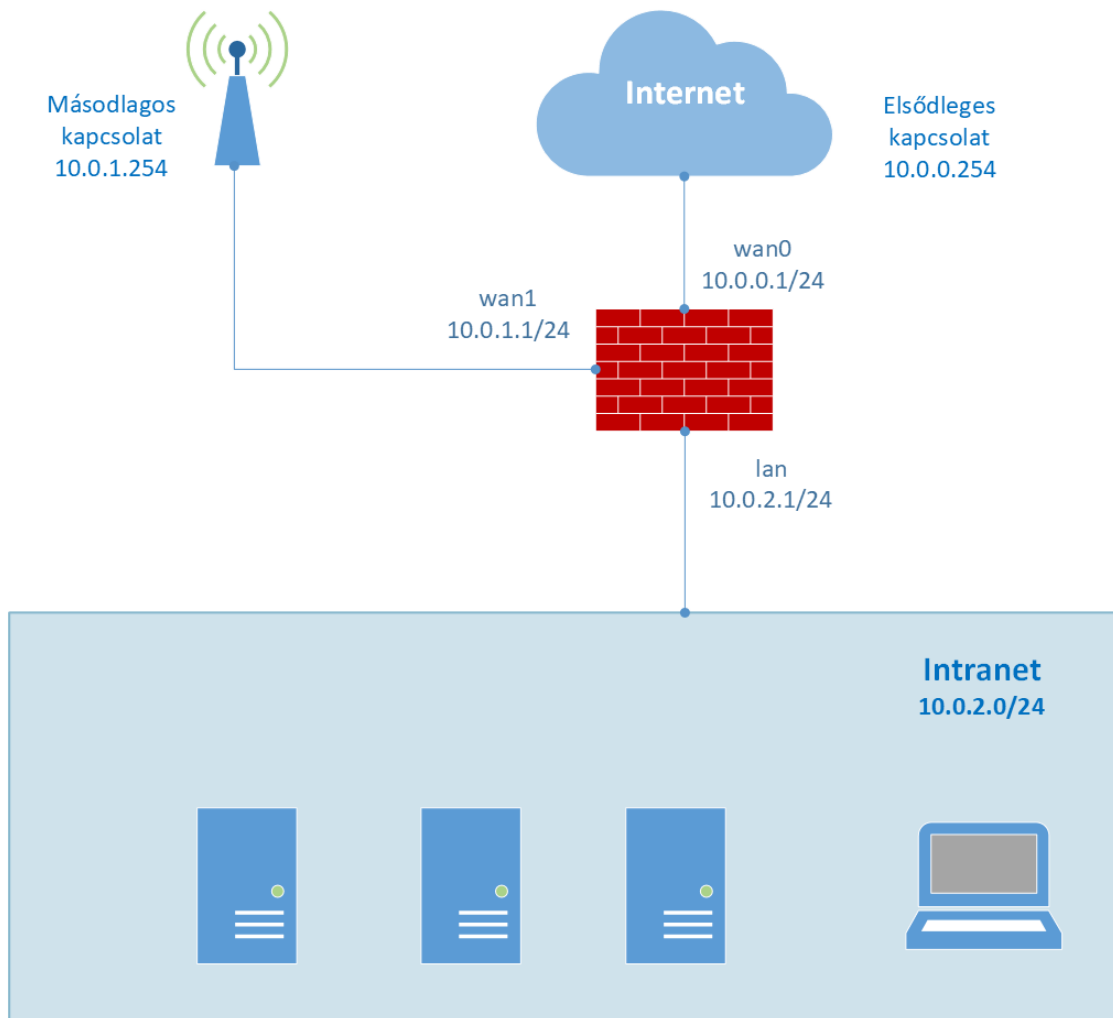 Másodlagos
kapcsolat
10.0.1.254
Internet
Elsődleges
kapcsolat
10.0.0.254
wan0
10.0.0.1/24
wan1
10.0.1.1/24
lan
10.0.2.1/24
Intranet
10.0.2.0/24